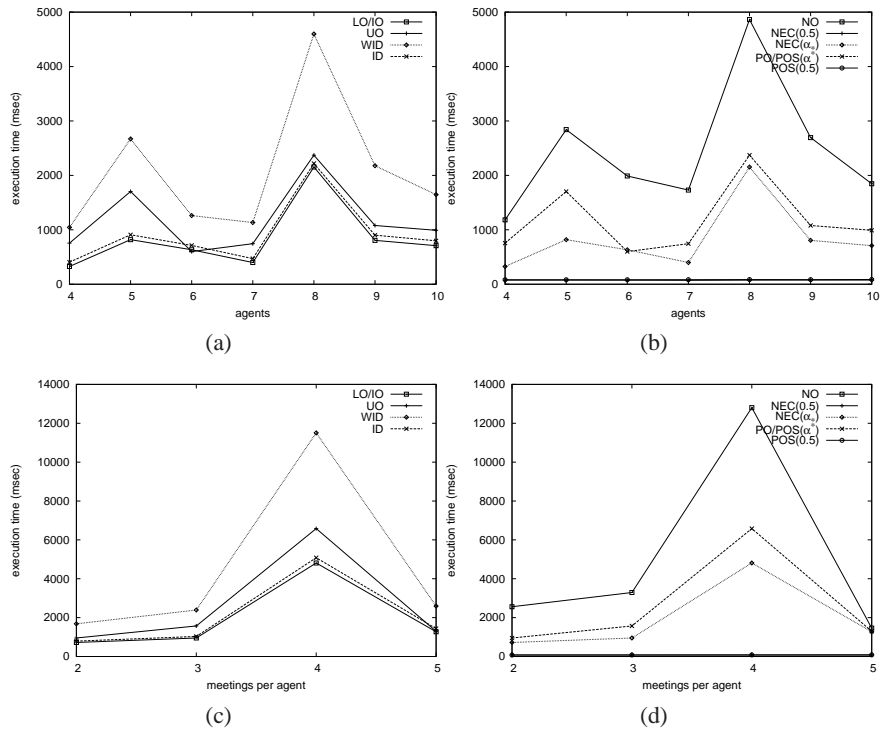 5000
4000
3000
2000
1000
0
execution time (msec)
4 5 6 7 8 9 10
agents
LO/IO
UO
WID
ID
(a)
5000
4000
3000
2000
1000
0
execution time (msec)
4 5 6 7 8 9 10
agents
NO
NEC(0.5)
NEC(α*)
PO/POS(α*)
POS(0.5)
(b)
14000
12000
10000
8000
6000
4000
2000
0
execution time (msec)
2 3 4 5
meetings per agent
LO/IO
UO
WID
ID
(c)
14000
12000
10000
8000
6000
4000
2000
0
execution time (msec)
2 3 4 5
meetings per agent
NO
NEC(0.5)
NEC(α*)
PO/POS(α*)
POS(0.5)
(d)